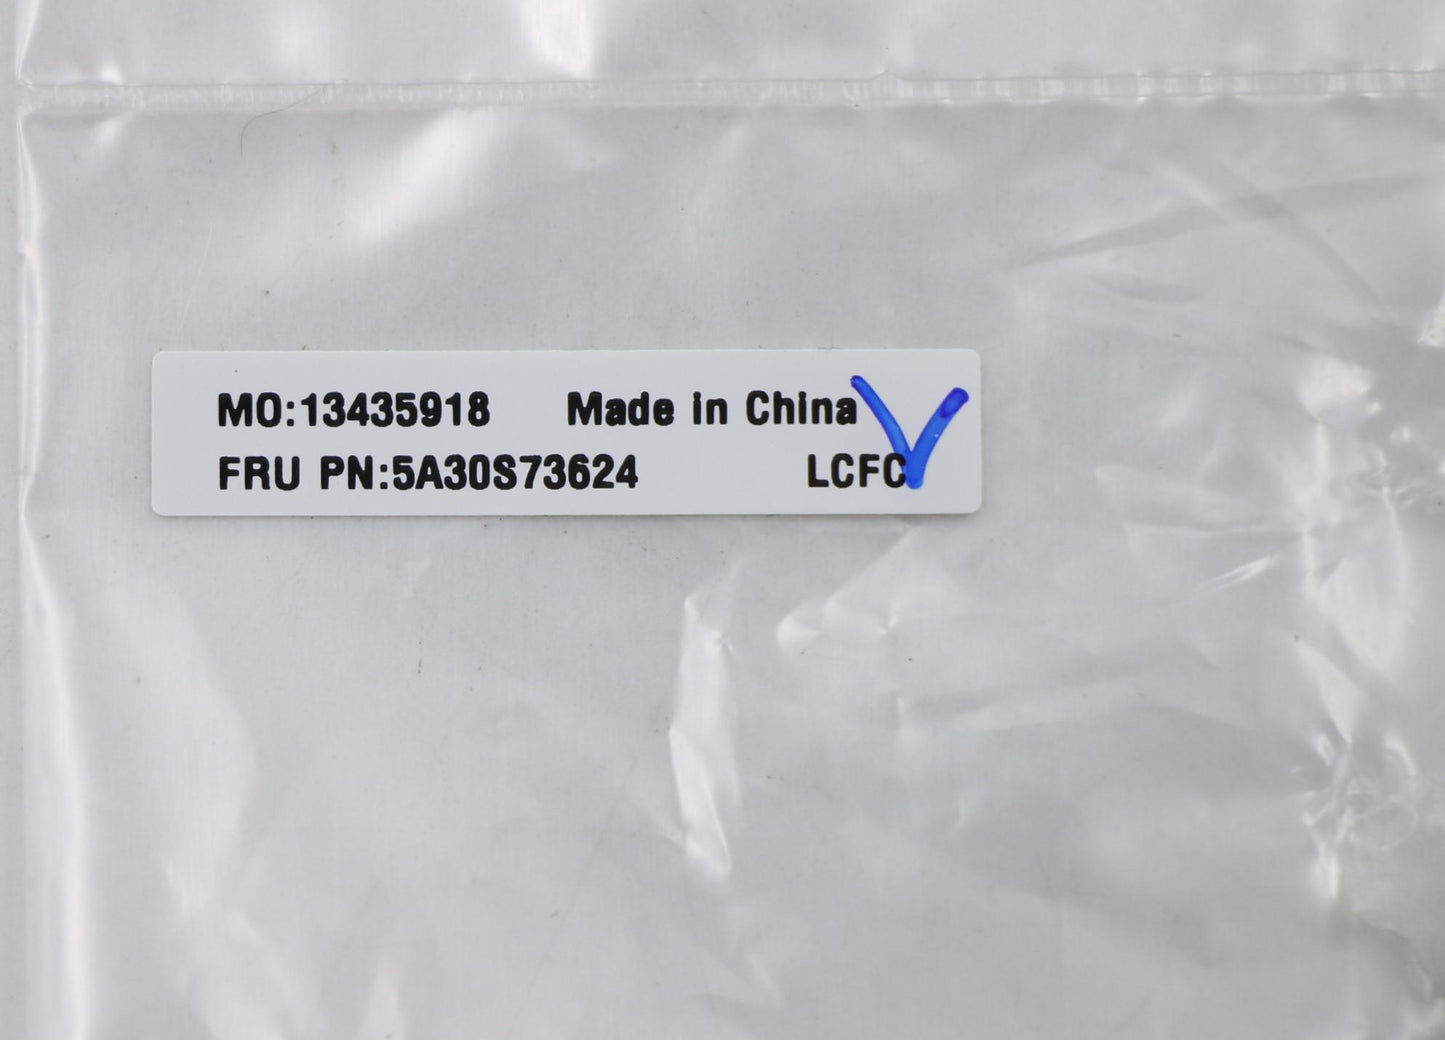 MO:13435918 Made in China
FRU PN:5A30S73624 LCFC